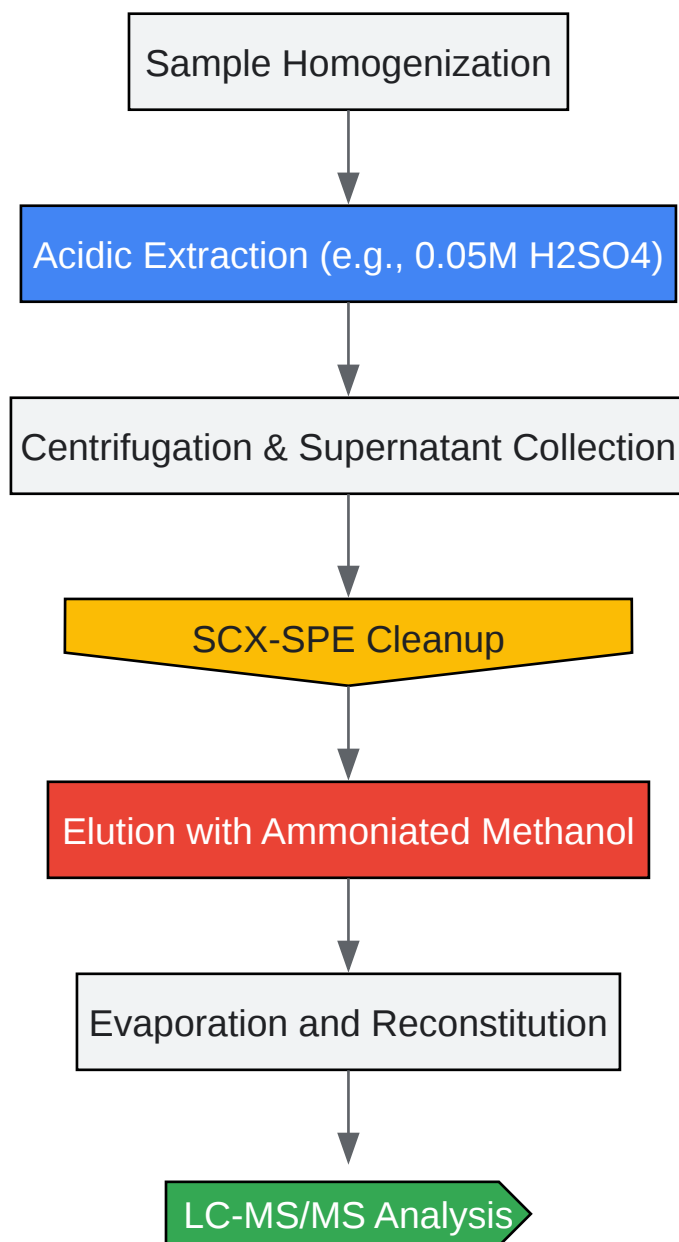 Sample Homogenization
Acidic Extraction (e.g., 0.05M H2SO4)
Centrifugation & Supernatant Collection
SCX-SPE Cleanup
Elution with Ammoniated Methanol
Evaporation and Reconstitution
LC-MS/MS Analysis